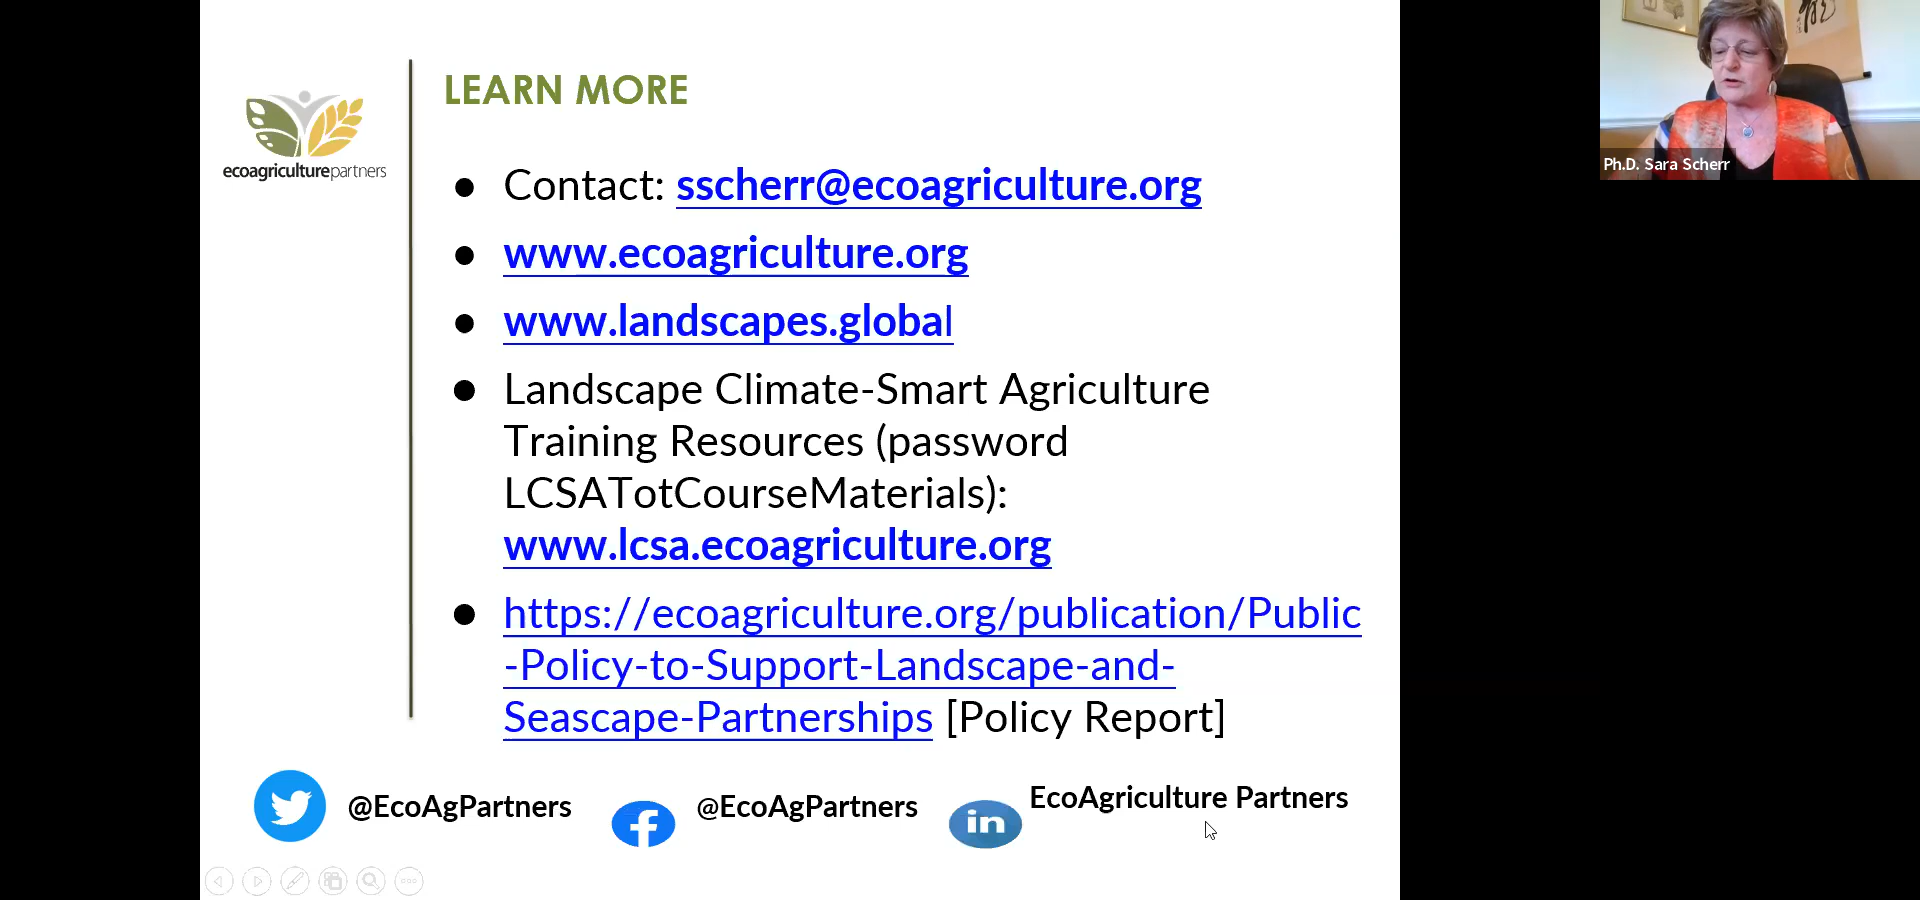 LEARN MORE
ecoagriculturepartners
● Contact: sscherr@ecoagriculture.org
● www.ecoagriculture.org
● www.landscapes.global
● Landscape Climate-Smart Agriculture
Training Resources (password
LCSATotCourseMaterials):
www.lcsa.ecoagriculture.org
● https://ecoagriculture.org/publication/Public
-Policy-to-Support-Landscape-and-
Seascape-Partnerships [Policy Report]
@EcoAgPartners
@EcoAgPartners
in
EcoAgriculture Partners
Ph.D. Sara Scherr